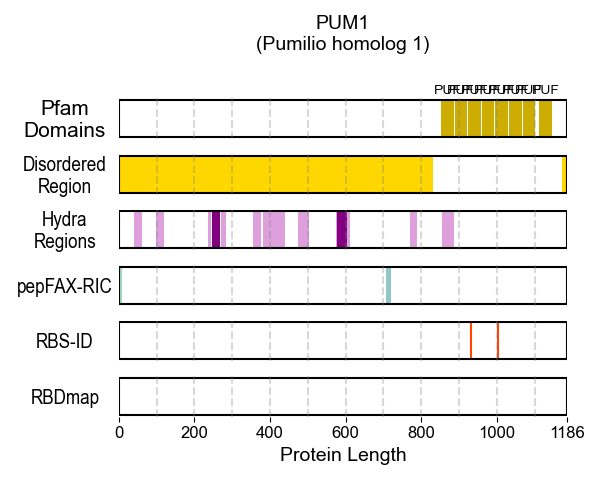 PUM1
(Pumilio homolog 1)
PUF PUF PUF PUF PUF PUF PUF PUF
Pfam
Domains
Disordered
Region
Hydra
Regions
pepFAX-RIC
RBS-ID
RBDmap
0 200 400 600 800 1000 1186
Protein Length